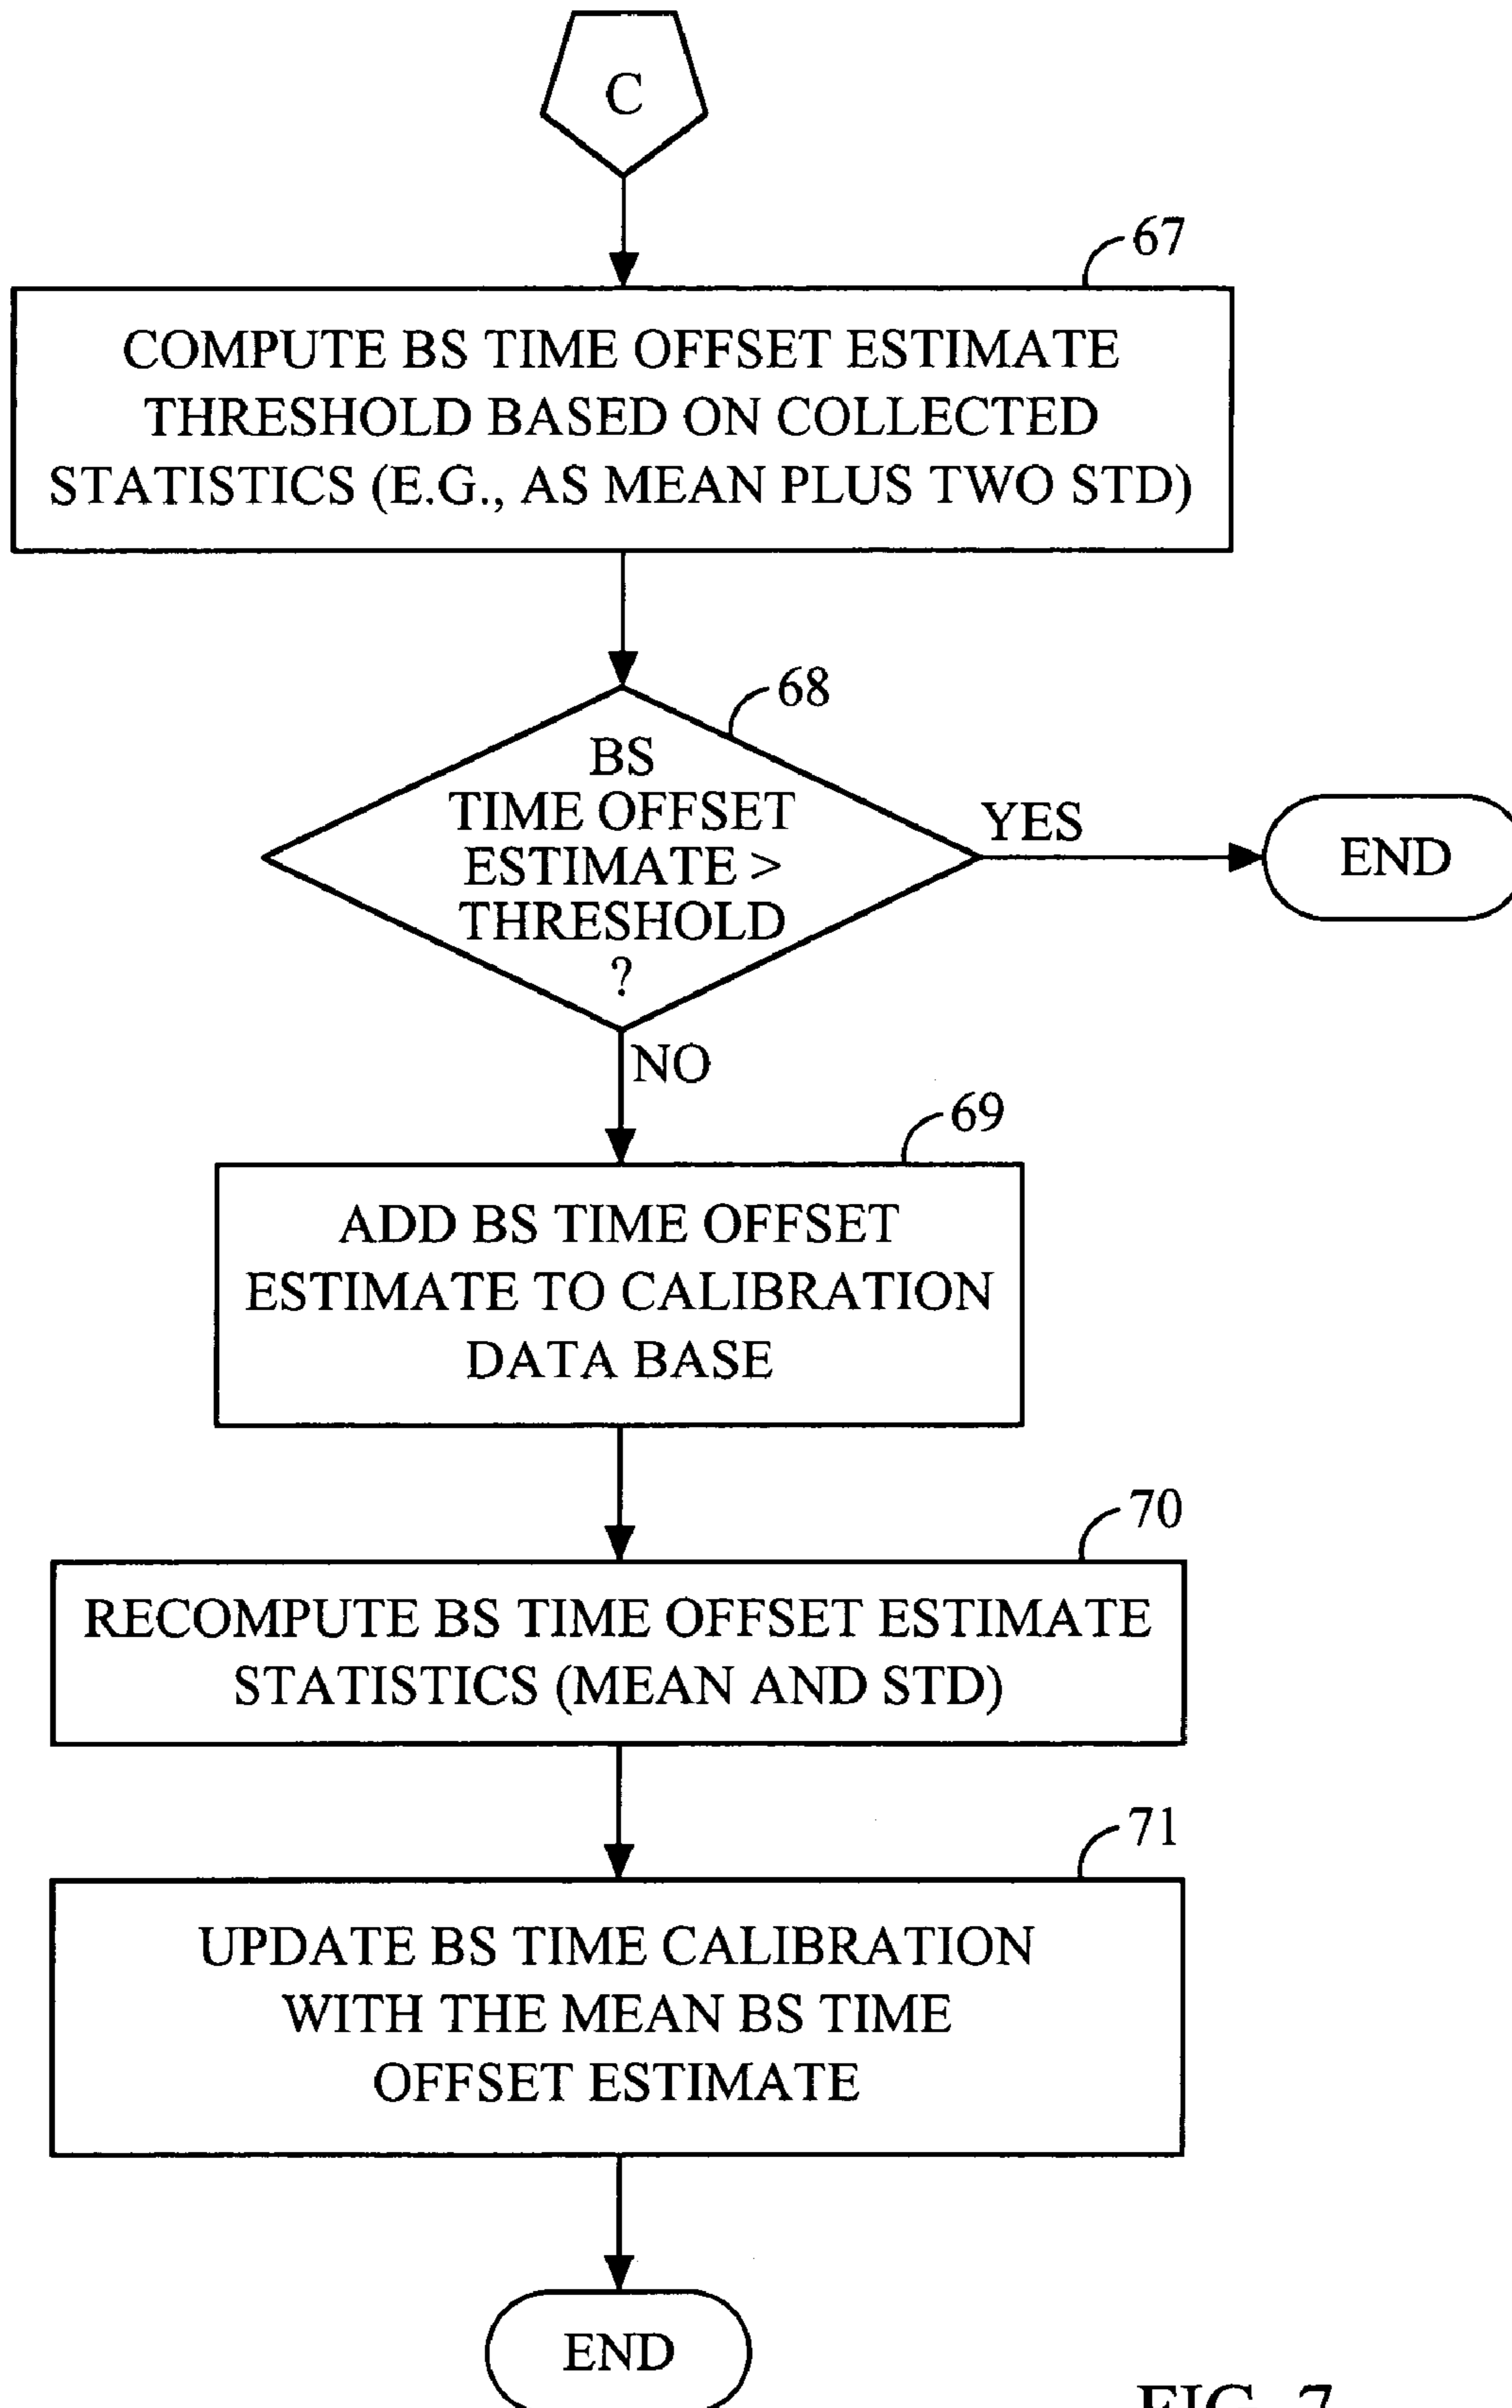 C
67
COMPUTE BS TIME OFFSET ESTIMATE
THRESHOLD BASED ON COLLECTED
STATISTICS (E.G., AS MEAN PLUS TWO STD)
68
BS
TIME OFFSET
ESTIMATE >
THRESHOLD
?
YES
END
NO
69
ADD BS TIME OFFSET
ESTIMATE TO CALIBRATION
DATA BASE
70
RECOMPUTE BS TIME OFFSET ESTIMATE
STATISTICS (MEAN AND STD)
71
UPDATE BS TIME CALIBRATION
WITH THE MEAN BS TIME
OFFSET ESTIMATE
END
FIG. 7